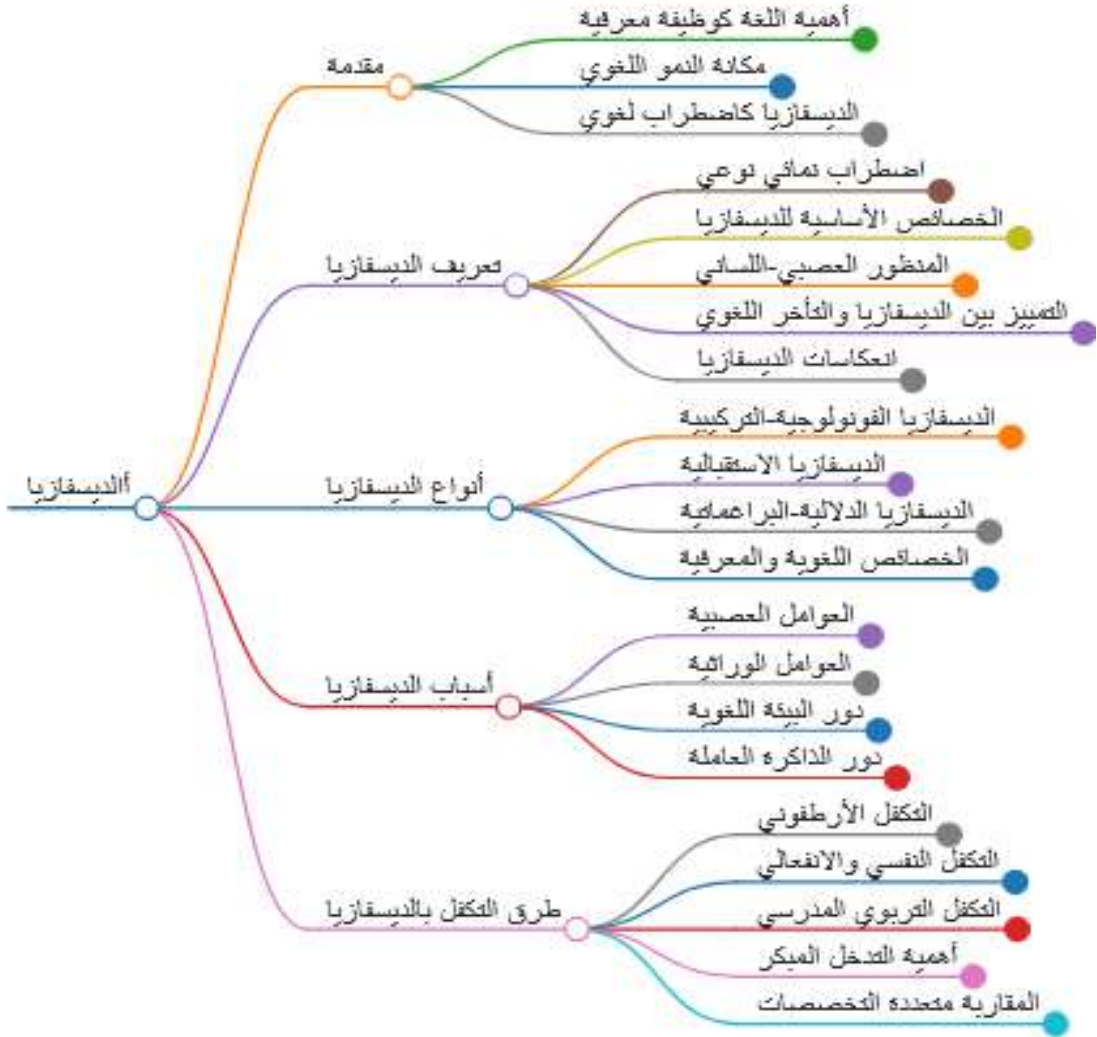 أالديسفازيا
مقدمة
أهمية اللغة كوظيفة معرفية
مكانة النمو اللغوي
الديسفازيا كاضطراب لغوي
تعريف الديسفازيا
اضطراب نمائي نوعي
الخصائص الأساسية للديسفازيا
المنظور العصبي-اللساني
التمييز بين الديسفازيا والتأخر اللغوي
انعكاسات الديسفازيا
أنواع الديسفازيا
الديسفازيا الفونولوجية-التركيبية
الديسفازيا الاستقبالية
الديسفازيا الدلالية-البراغماتية
الخصائص اللغوية والمعرفية
أسباب الديسفازيا
العوامل العصبية
العوامل الوراثية
دور البيئة اللغوية
دور الذاكرة العاملة
طرق التكفل بالديسفازيا
التكفل الأرطفوني
التكفل النفسي والانفعالي
التكفل التربوي المدرسي
أهمية التدخل المبكر
المقاربة متعددة التخصصات